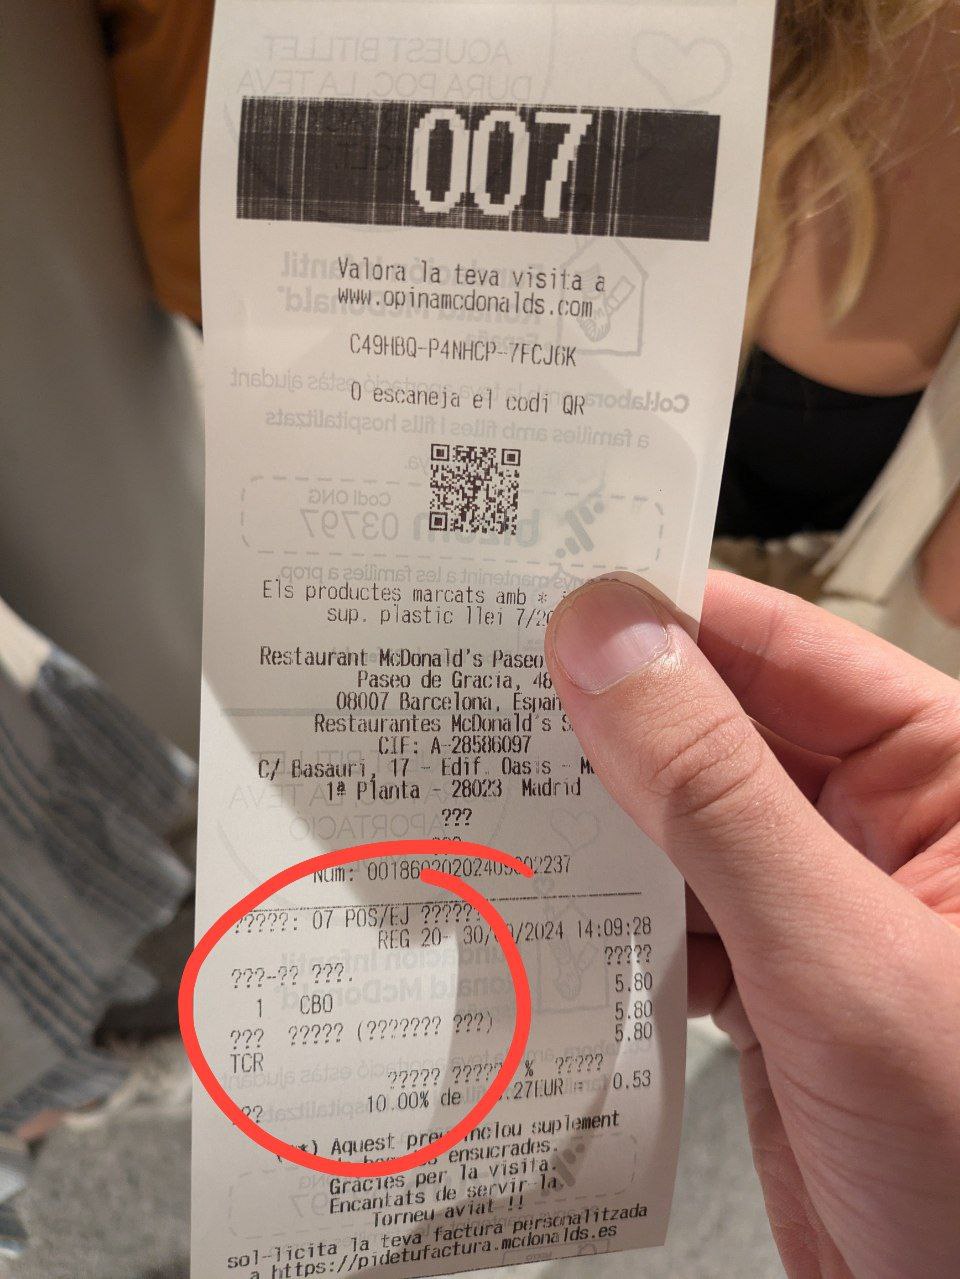 007
Valora la teva visita a
www.opinamcdonalds.com
C49HBQ-P4NHCP-7FCJ6K
O escaneja el codi QR
Els productes marcats amb *
sup. plastic llei 7/20
Restaurant McDonald's Paseo
Paseo de Gracia, 48
08007 Barcelona, Espan
Restaurantes McDonald's S
CIF: A-28586097
C/ Basauri, 17 - Edif. Oasis - M
1ª Planta - 28023 Madrid
???
???
Num:
?????: 07 POS/EJ ??????
REG 20- 30/ /2024 14:09:28
???-?? ???. ?????
1 CBO 5.80
??? ????? (??????? ???) 5.80
TCR 5.80
????? ????? % ?????
?? 10.00% de .27EUR = 0.53
(*) Aquest preu inclou suplement
begudes ensucrades.
Gràcies per la visita.
Encantats de servir-la.
Torneu aviat !!
sol-licita la teva factura personalitzada
a https://pidetufactura.mcdonalds.es